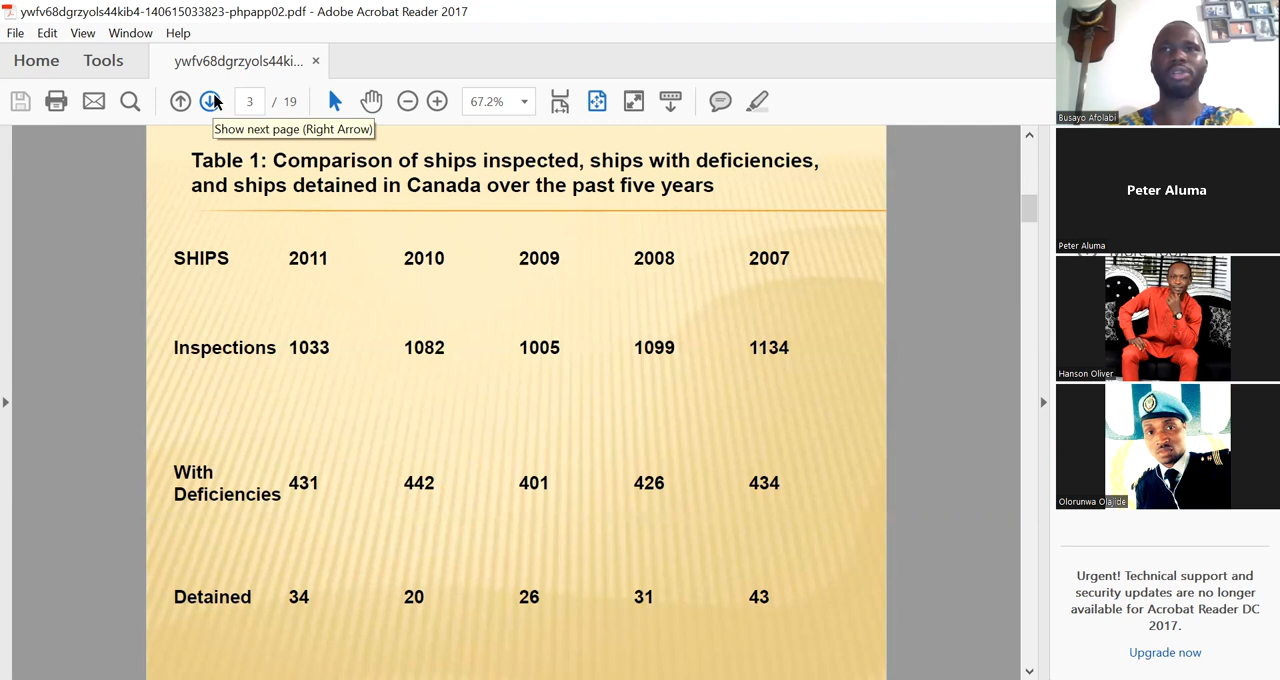 ywfv68dgrzyols44kib4-140615033823-phpapp02.pdf - Adobe Acrobat Reader 2017
File Edit View Window Help
Home Tools ywfv68dgrzyols44ki... ×
3 / 19 67.2%
Show next page (Right Arrow)
Table 1: Comparison of ships inspected, ships with deficiencies,
and ships detained in Canada over the past five years
SHIPS 2011 2010 2009 2008 2007
Inspections 1033 1082 1005 1099 1134
With
Deficiencies 431 442 401 426 434
Detained 34 20 26 31 43
Busayo Afolabi
Peter Aluma
Peter Aluma
Hanson Oliver
Olorunwa Olajide
Urgent! Technical support and
security updates are no longer
available for Acrobat Reader DC
2017.
Upgrade now